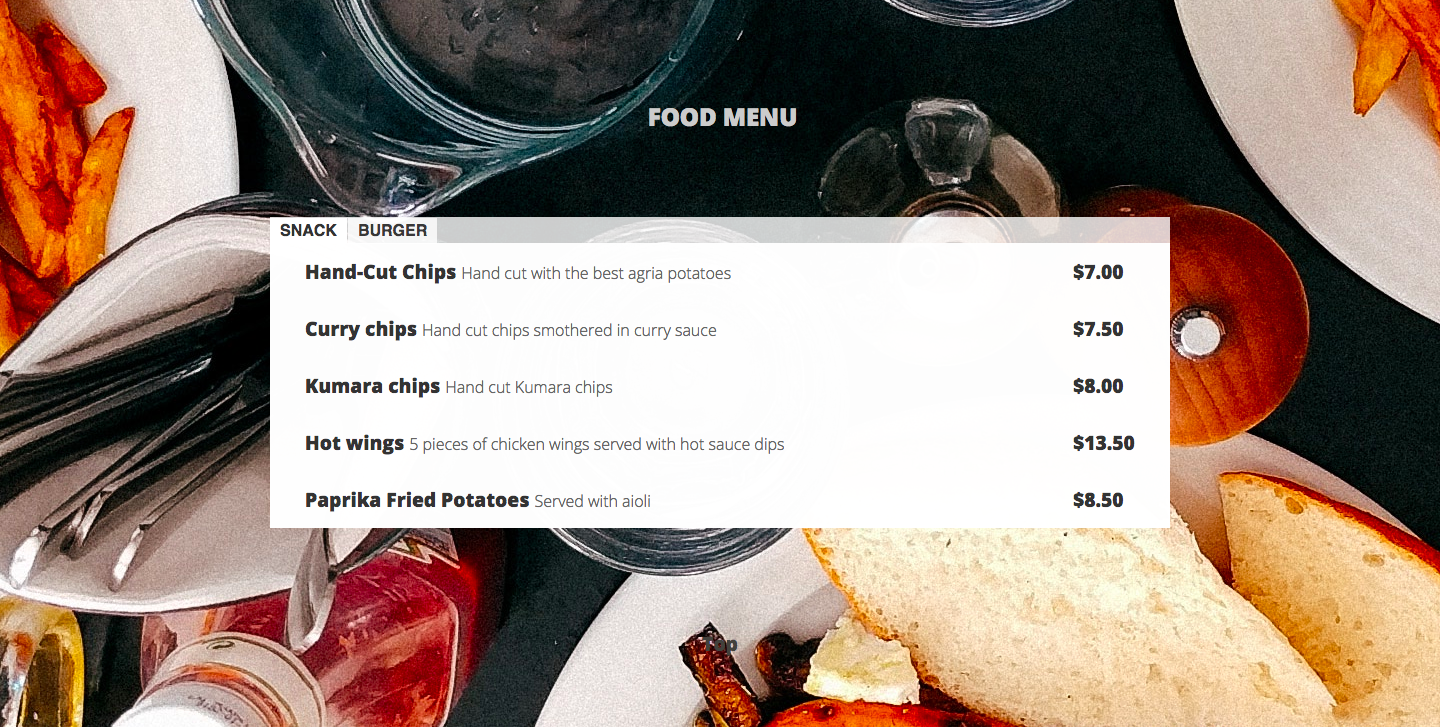 FOOD MENU
SNACK BURGER
Hand-Cut Chips Hand cut with the best agria potatoes $7.00
Curry chips Hand cut chips smothered in curry sauce $7.50
Kumara chips Hand cut Kumara chips $8.00
Hot wings 5 pieces of chicken wings served with hot sauce dips $13.50
Paprika Fried Potatoes Served with aioli $8.50
Top